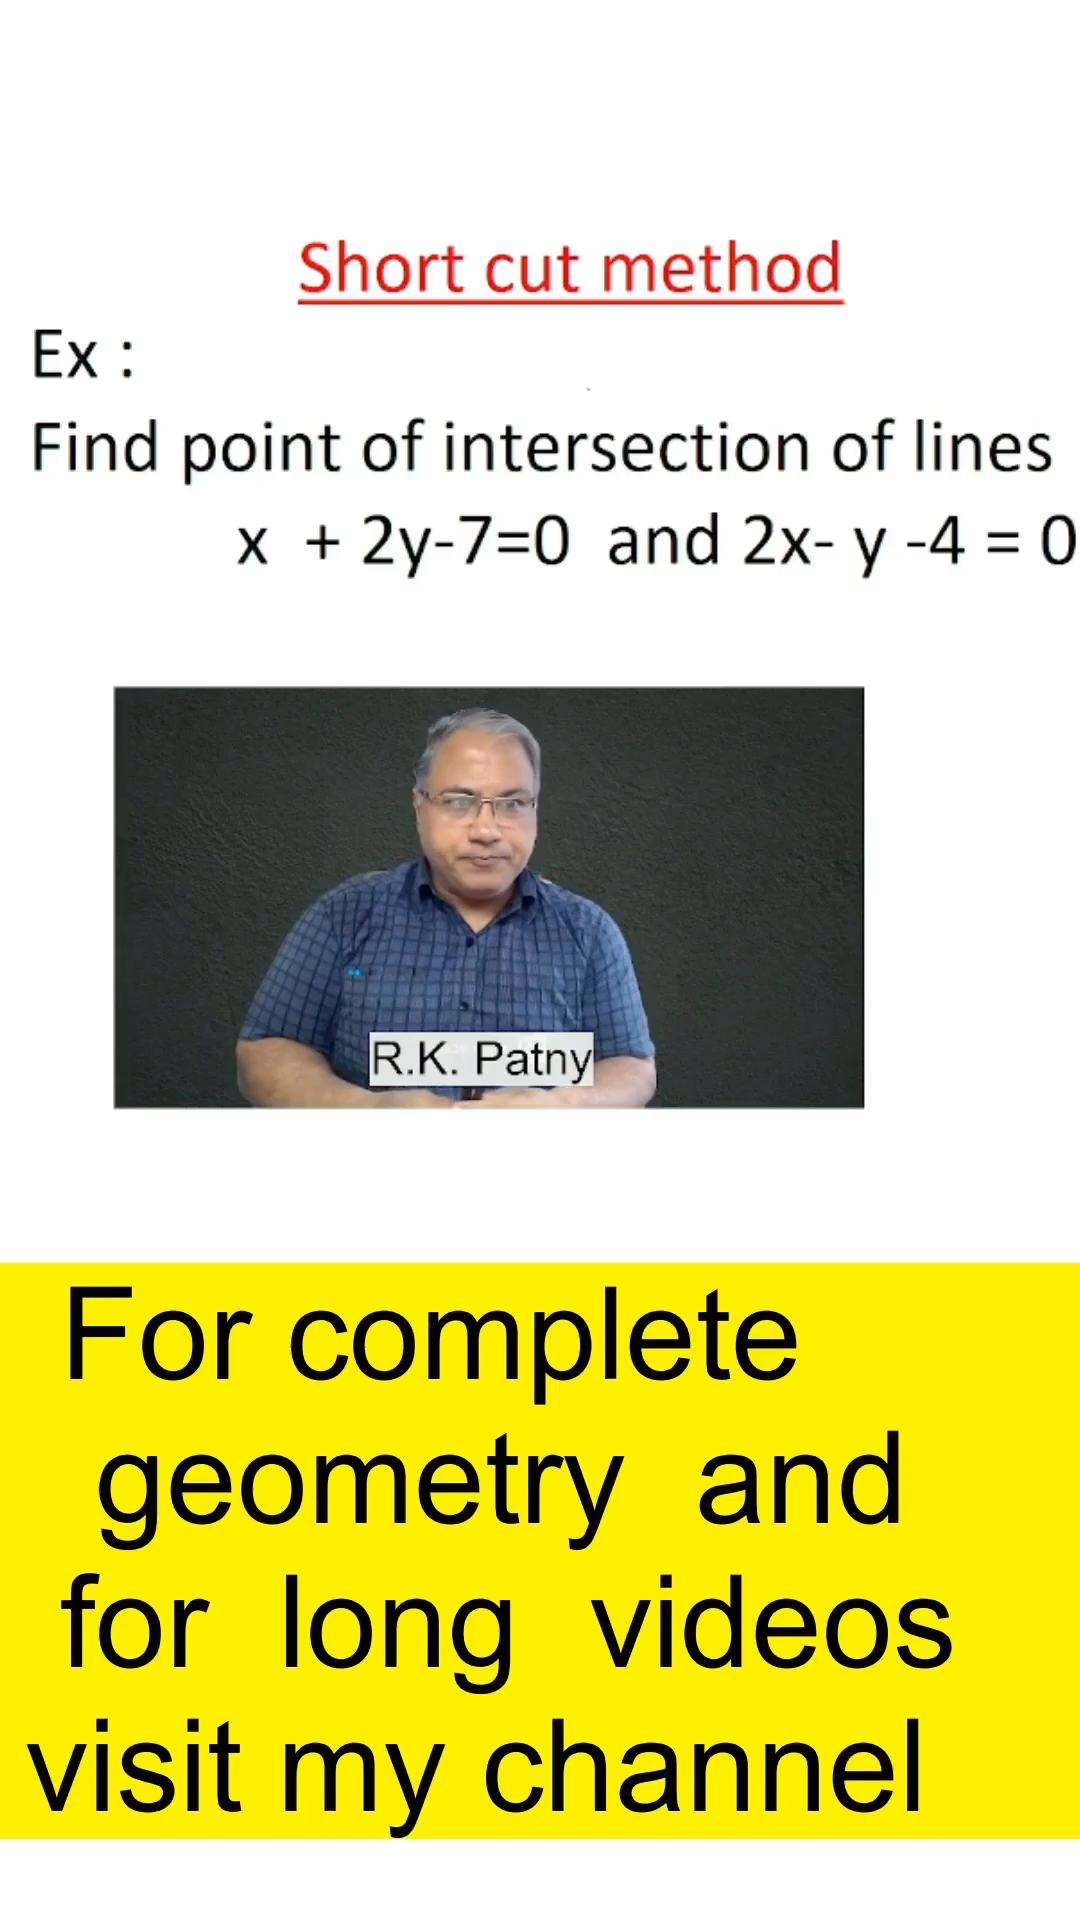 Short cut method
Ex :
Find point of intersection of lines
x + 2y-7=0 and 2x- y -4 = 0
R.K. Patny
For complete
geometry and
for long videos
visit my channel